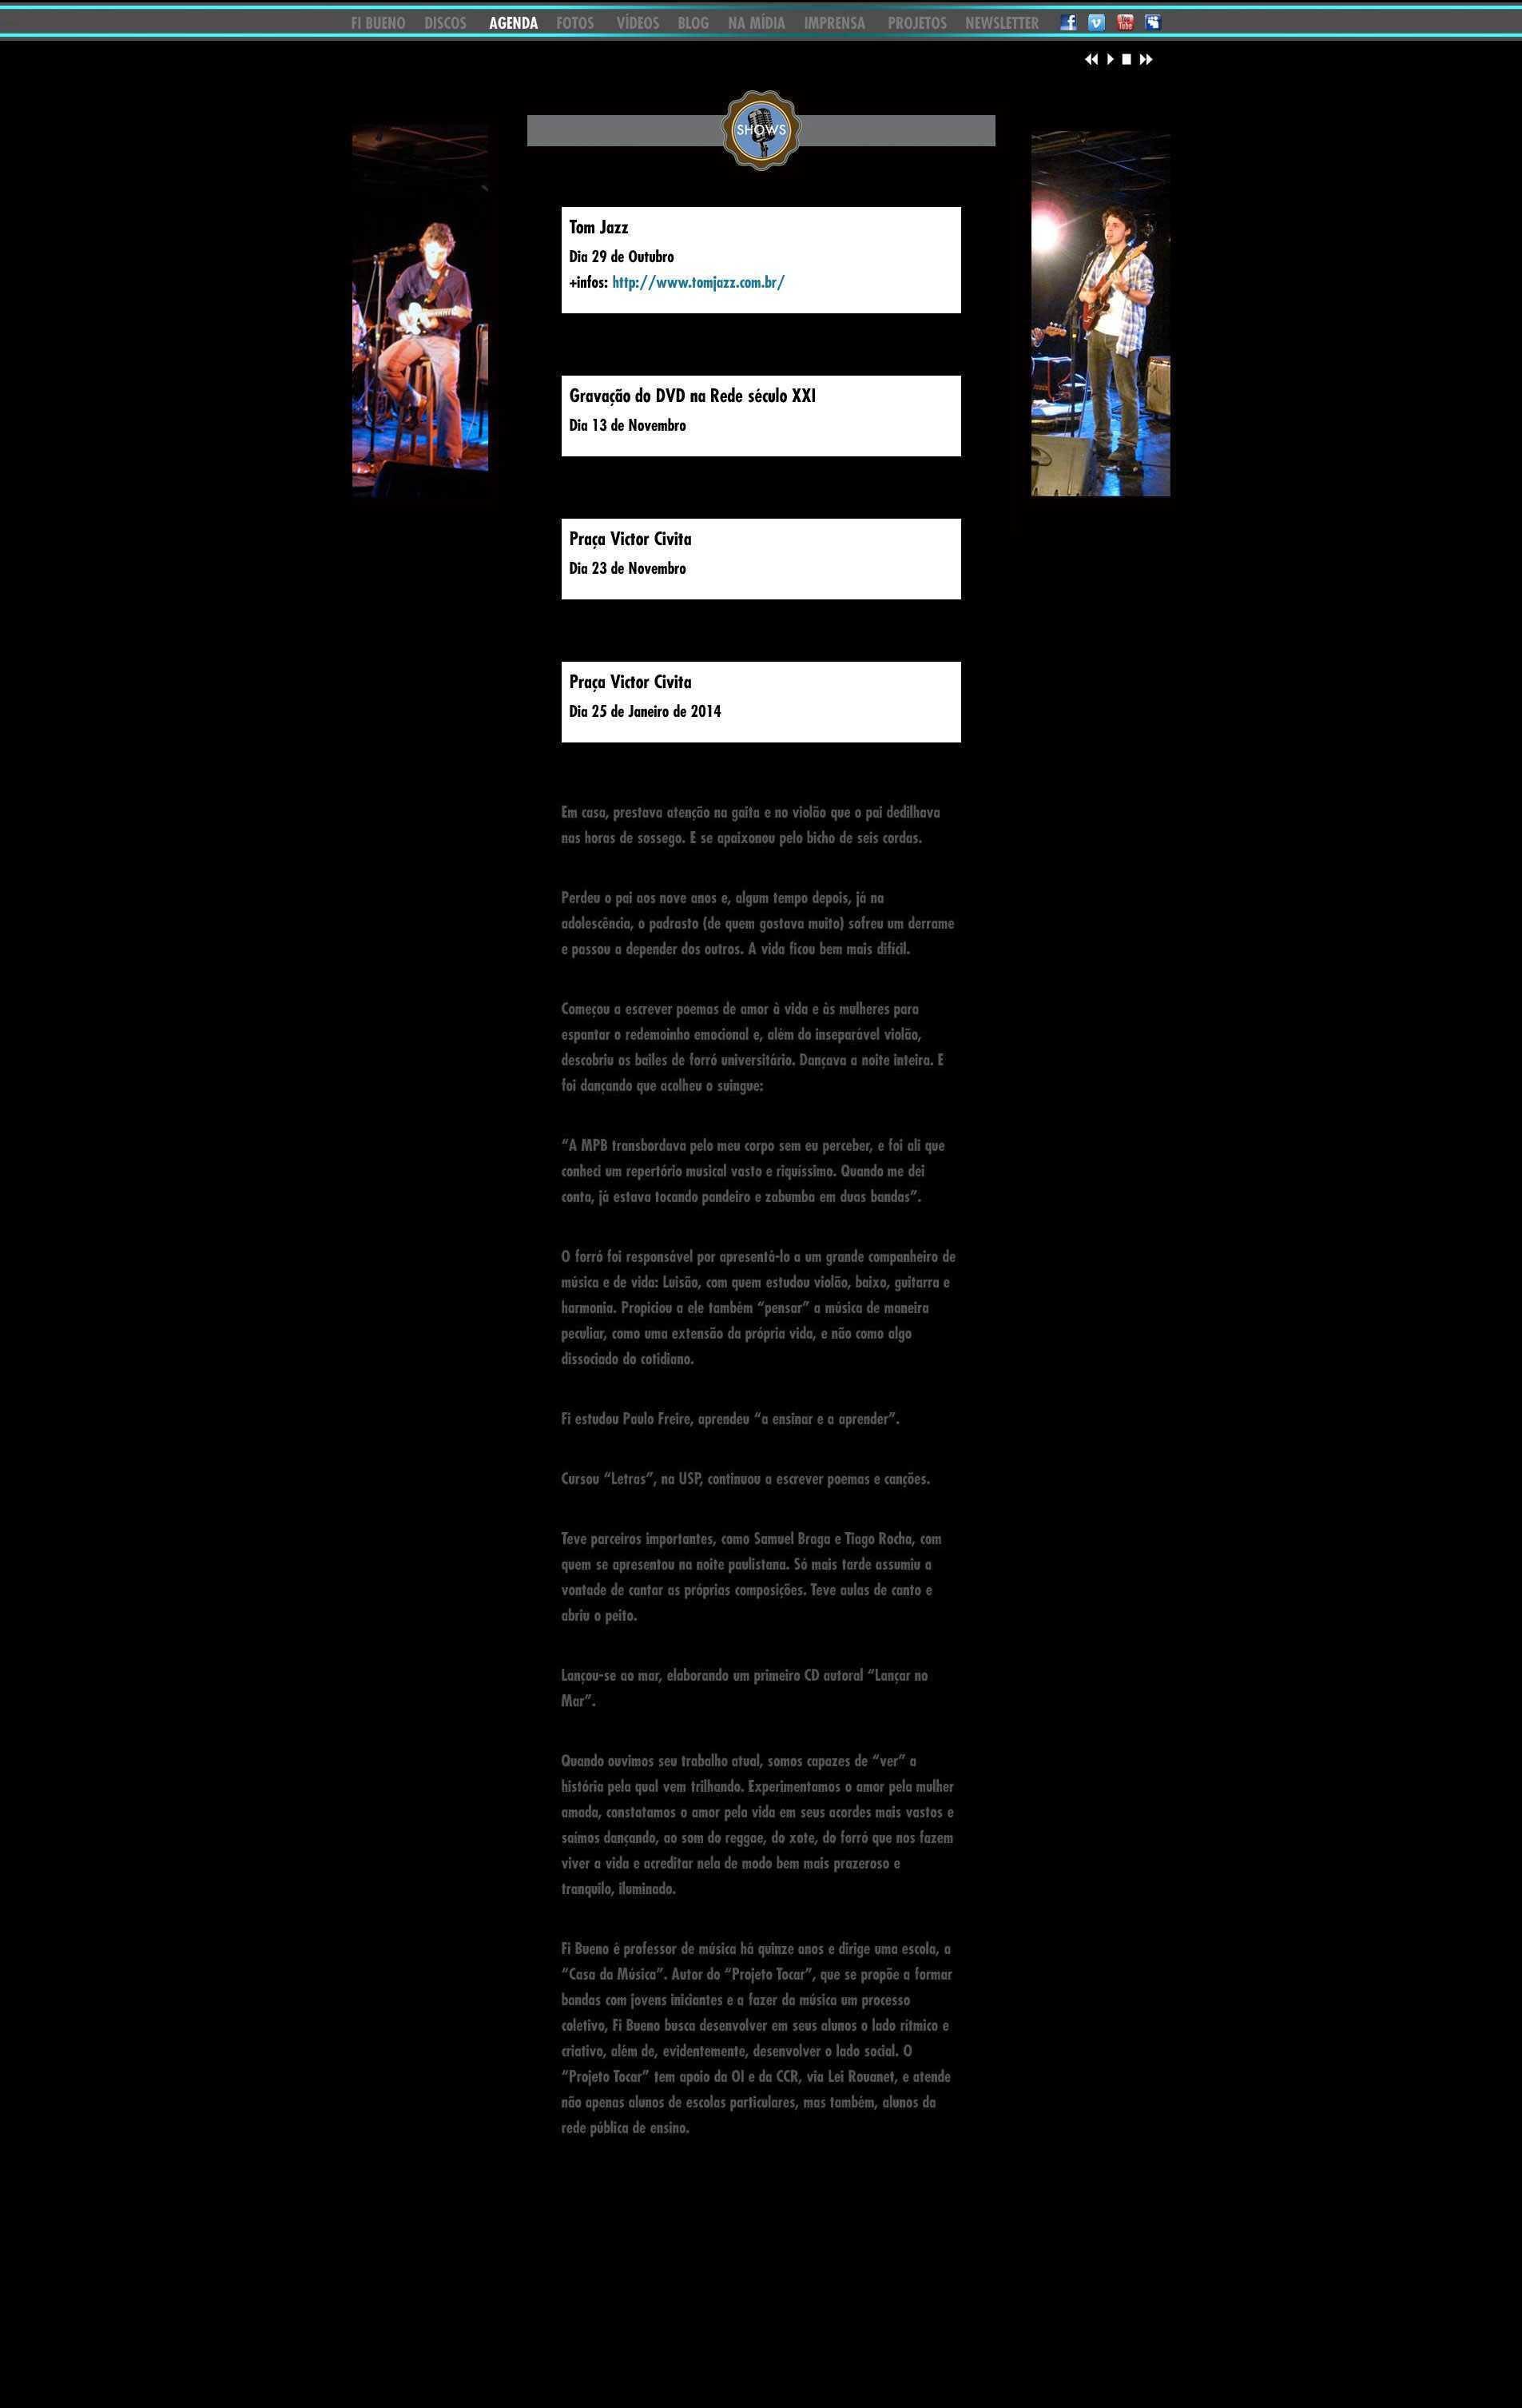 FI BUENO DISCOS AGENDA FOTOS VÍDEOS BLOG NA MÍDIA IMPRENSA PROJETOS NEWSLETTER
SHOWS
Tom Jazz
Dia 29 de Outubro
+infos: http://www.tomjazz.com.br/
Gravação do DVD na Rede século XXI
Dia 13 de Novembro
Praça Victor Civita
Dia 23 de Novembro
Praça Victor Civita
Dia 25 de Janeiro de 2014
Em casa, prestava atenção na gaita e no violão que o pai dedilhava
nas horas de sossego. E se apaixonou pelo bicho de seis cordas.
Perdeu o pai aos nove anos e, algum tempo depois, já na
adolescência, o padrasto (de quem gostava muito) sofreu um derrame
e passou a depender dos outros. A vida ficou bem mais difícil.
Começou a escrever poemas de amor à vida e às mulheres para
espantar o redemoinho emocional e, além do inseparável violão,
descobriu os bailes de forró universitário. Dançava a noite inteira. E
foi dançando que acolheu o suingue:
“A MPB transbordava pelo meu corpo sem eu perceber, e foi ali que
conheci um repertório musical vasto e riquíssimo. Quando me dei
conta, já estava tocando pandeiro e zabumba em duas bandas”.
O forró foi responsável por apresentá-lo a um grande companheiro de
música e de vida: Luisão, com quem estudou violão, baixo, guitarra e
harmonia. Propiciou a ele também “pensar” a música de maneira
peculiar, como uma extensão da própria vida, e não como algo
dissociado do cotidiano.
Fi estudou Paulo Freire, aprendeu “a ensinar e a aprender”.
Cursou “Letras”, na USP, continuou a escrever poemas e canções.
Teve parceiros importantes, como Samuel Braga e Tiago Rocha, com
quem se apresentou na noite paulistana. Só mais tarde assumiu a
vontade de cantar as próprias composições. Teve aulas de canto e
abriu o peito.
Lançou-se ao mar, elaborando um primeiro CD autoral “Lançar no
Mar”.
Quando ouvimos seu trabalho atual, somos capazes de “ver” a
história pela qual vem trilhando. Experimentamos o amor pela mulher
amada, constatamos o amor pela vida em seus acordes mais vastos e
saímos dançando, ao som do reggae, do xote, do forró que nos fazem
viver a vida e acreditar nela de modo bem mais prazeroso e
tranquilo, iluminado.
Fi Bueno é professor de música há quinze anos e dirige uma escola, a
“Casa da Música”. Autor do “Projeto Tocar”, que se propõe a formar
bandas com jovens iniciantes e a fazer da música um processo
coletivo, Fi Bueno busca desenvolver em seus alunos o lado rítmico e
criativo, além de, evidentemente, desenvolver o lado social. O
“Projeto Tocar” tem apoio da OI e da CCR, via Lei Rouanet, e atende
não apenas alunos de escolas particulares, mas também, alunos da
rede pública de ensino.